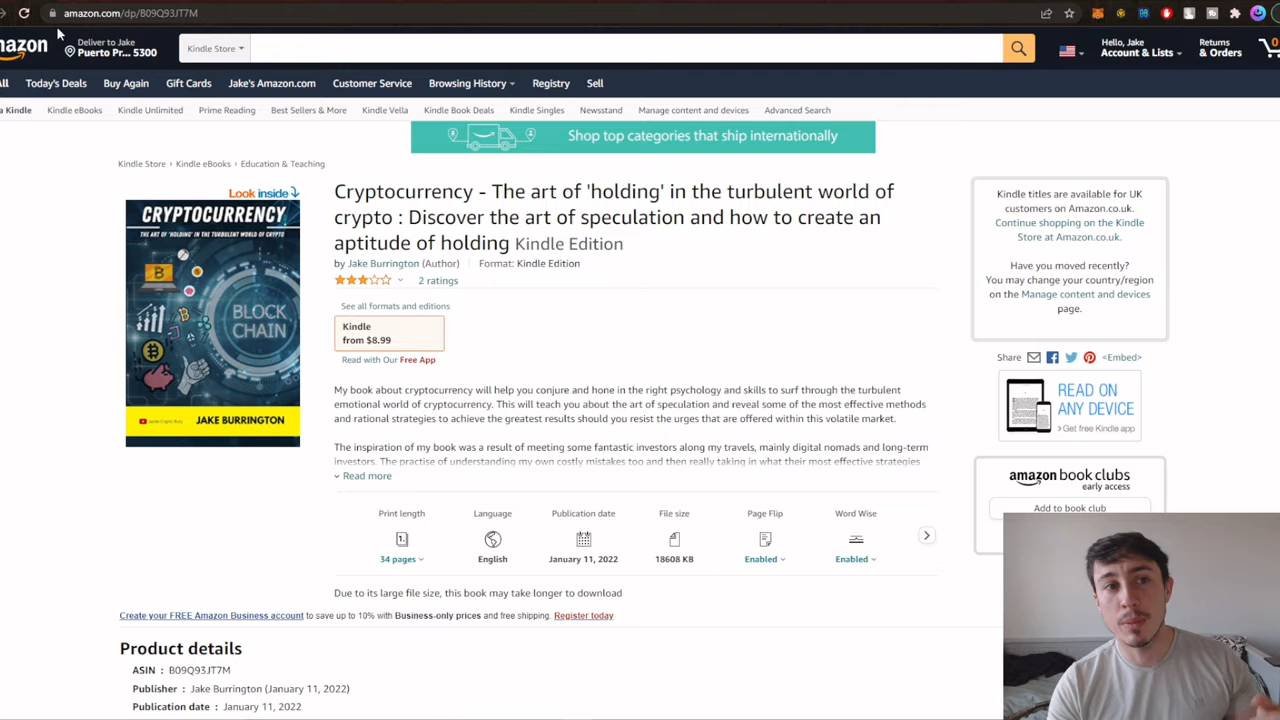 amazon.com/dp/B09Q93JT7M
mazon
Deliver to Jake
Puerto Pr... 5300
Kindle Store
Hello, Jake
Account & Lists
Returns
& Orders
0
All
Today's Deals
Buy Again
Gift Cards
Jake's Amazon.com
Customer Service
Browsing History
Registry
Sell
a Kindle
Kindle eBooks
Kindle Unlimited
Prime Reading
Best Sellers & More
Kindle Vella
Kindle Book Deals
Kindle Singles
Newsstand
Manage content and devices
Advanced Search
Shop top categories that ship internationally
Kindle Store › Kindle eBooks › Education & Teaching
Look inside
CRYPTOCURRENCY
THE ART OF 'HOLDING' IN THE TURBULENT WORLD OF CRYPTO
BLOCK
CHAIN
JAKE BURRINGTON
Cryptocurrency - The art of 'holding' in the turbulent world of
crypto : Discover the art of speculation and how to create an
aptitude of holding Kindle Edition
by Jake Burrington (Author)
Format: Kindle Edition
2 ratings
See all formats and editions
Kindle
from $8.99
Read with Our Free App
My book about cryptocurrency will help you conjure and hone in the right psychology and skills to surf through the turbulent
emotional world of cryptocurrency. This will teach you about the art of speculation and reveal some of the most effective methods
and rational strategies to achieve the greatest results should you resist the urges that are offered within this volatile market.
The inspiration of my book was a result of meeting some fantastic investors along my travels, mainly digital nomads and long-term
investors. The practise of understanding my own costly mistakes too and then really taking in what their most effective strategies
Read more
Print length
34 pages
Language
English
Publication date
January 11, 2022
File size
18608 KB
Page Flip
Enabled
Word Wise
Enabled
Due to its large file size, this book may take longer to download
Kindle titles are available for UK
customers on Amazon.co.uk.
Continue shopping on the Kindle
Store at Amazon.co.uk.
Have you moved recently?
You may change your country/region
on the Manage content and devices
page.
Share
<Embed>
READ ON
ANY DEVICE
> Get free Kindle app
amazon book clubs
early access
Add to book club
Create your FREE Amazon Business account to save up to 10% with Business-only prices and free shipping. Register today
Product details
ASIN : B09Q93JT7M
Publisher : Jake Burrington (January 11, 2022)
Publication date : January 11, 2022